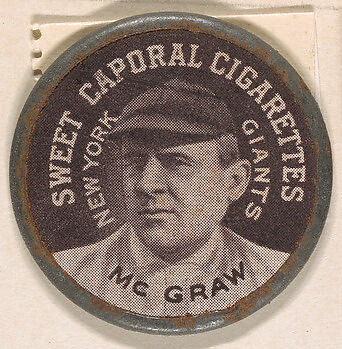 SWEET CAPORAL CIGARETTES
NEW YORK
GIANTS
MC GRAW